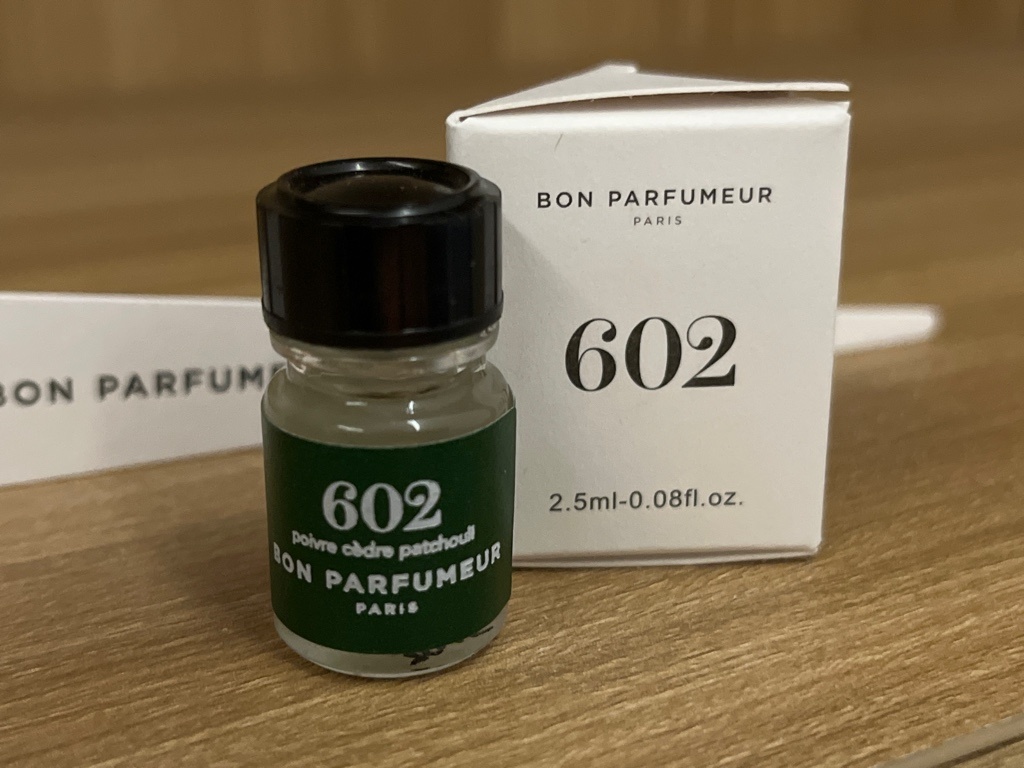 BON PARFUMEUR
PARIS
602
2.5ml-0.08fl.oz.
BON PARFUM
602
poivre cèdre patchouli
BON PARFUMEUR
PARIS